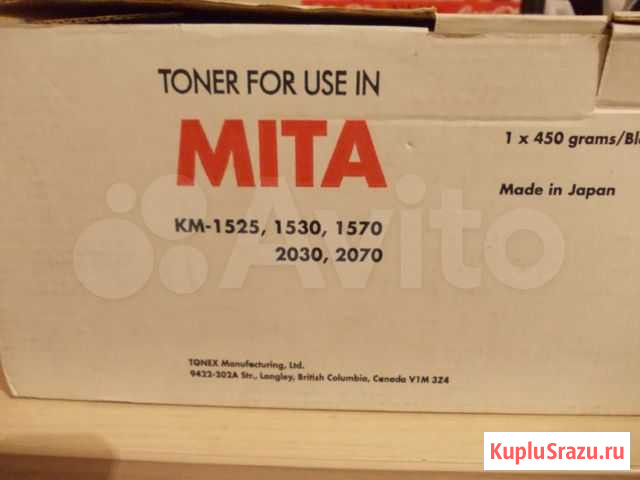 TONER FOR USE IN
MITA
KM-1525, 1530, 1570
2030, 2070
1 x 450 grams/Bl
Made in Japan
TONEX Manufacturing, Ltd.
9422-202A Str., Langley, British Columbia, Canada V1M 3Z4
Avito
KupluSrazu.ru